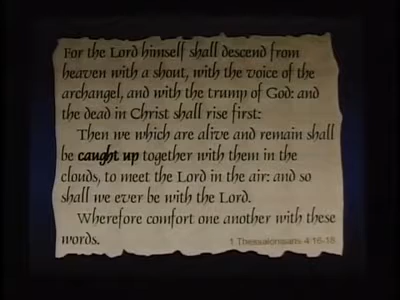 For the Lord himself shall descend from
heaven with a shout, with the voice of the
archangel, and with the trump of God: and
the dead in Christ shall rise first:
Then we which are alive and remain shall
be caught up together with them in the
clouds, to meet the Lord in the air: and so
shall we ever be with the Lord.
Wherefore comfort one another with these
words.
1 Thessalonians 4:16-18